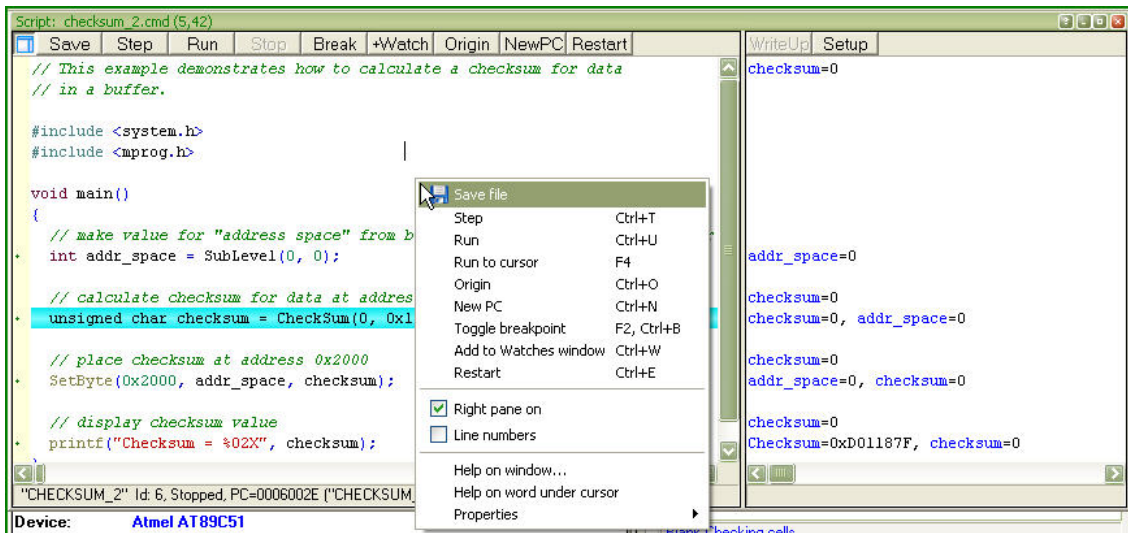 Script: checksum_2.cmd (5,42)
Save Step Run Stop Break +Watch Origin NewPC Restart
WriteUp Setup
// This example demonstrates how to calculate a checksum for data
// in a buffer.
#include <system.h>
#include <mprog.h>
void main()
{
// make value for "address space" from b
int addr_space = SubLevel(0, 0);
// calculate checksum for data at addres
unsigned char checksum = CheckSum(0, 0x1
// place checksum at address 0x2000
SetByte(0x2000, addr_space, checksum);
// display checksum value
printf("Checksum = %02X", checksum);
"CHECKSUM_2" Id: 6, Stopped, PC=0006002E ("CHECKSUM_
Device: Atmel AT89C51
Save file
Step Ctrl+T
Run Ctrl+U
Run to cursor F4
Origin Ctrl+O
New PC Ctrl+N
Toggle breakpoint F2, Ctrl+B
Add to Watches window Ctrl+W
Restart Ctrl+E
Right pane on
Line numbers
Help on window...
Help on word under cursor
Properties
checksum=0
addr_space=0
checksum=0
checksum=0, addr_space=0
checksum=0
addr_space=0, checksum=0
checksum=0
Checksum=0xD01187F, checksum=0
Blank Checking cells